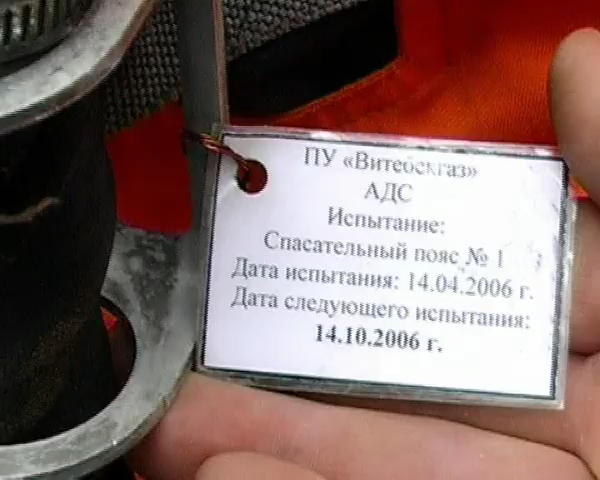 ПУ «Витебскгаз»
АДС
Испытание:
Спасательный пояс № 1
Дата испытания: 14.04.2006 г.
Дата следующего испытания:
14.10.2006 г.